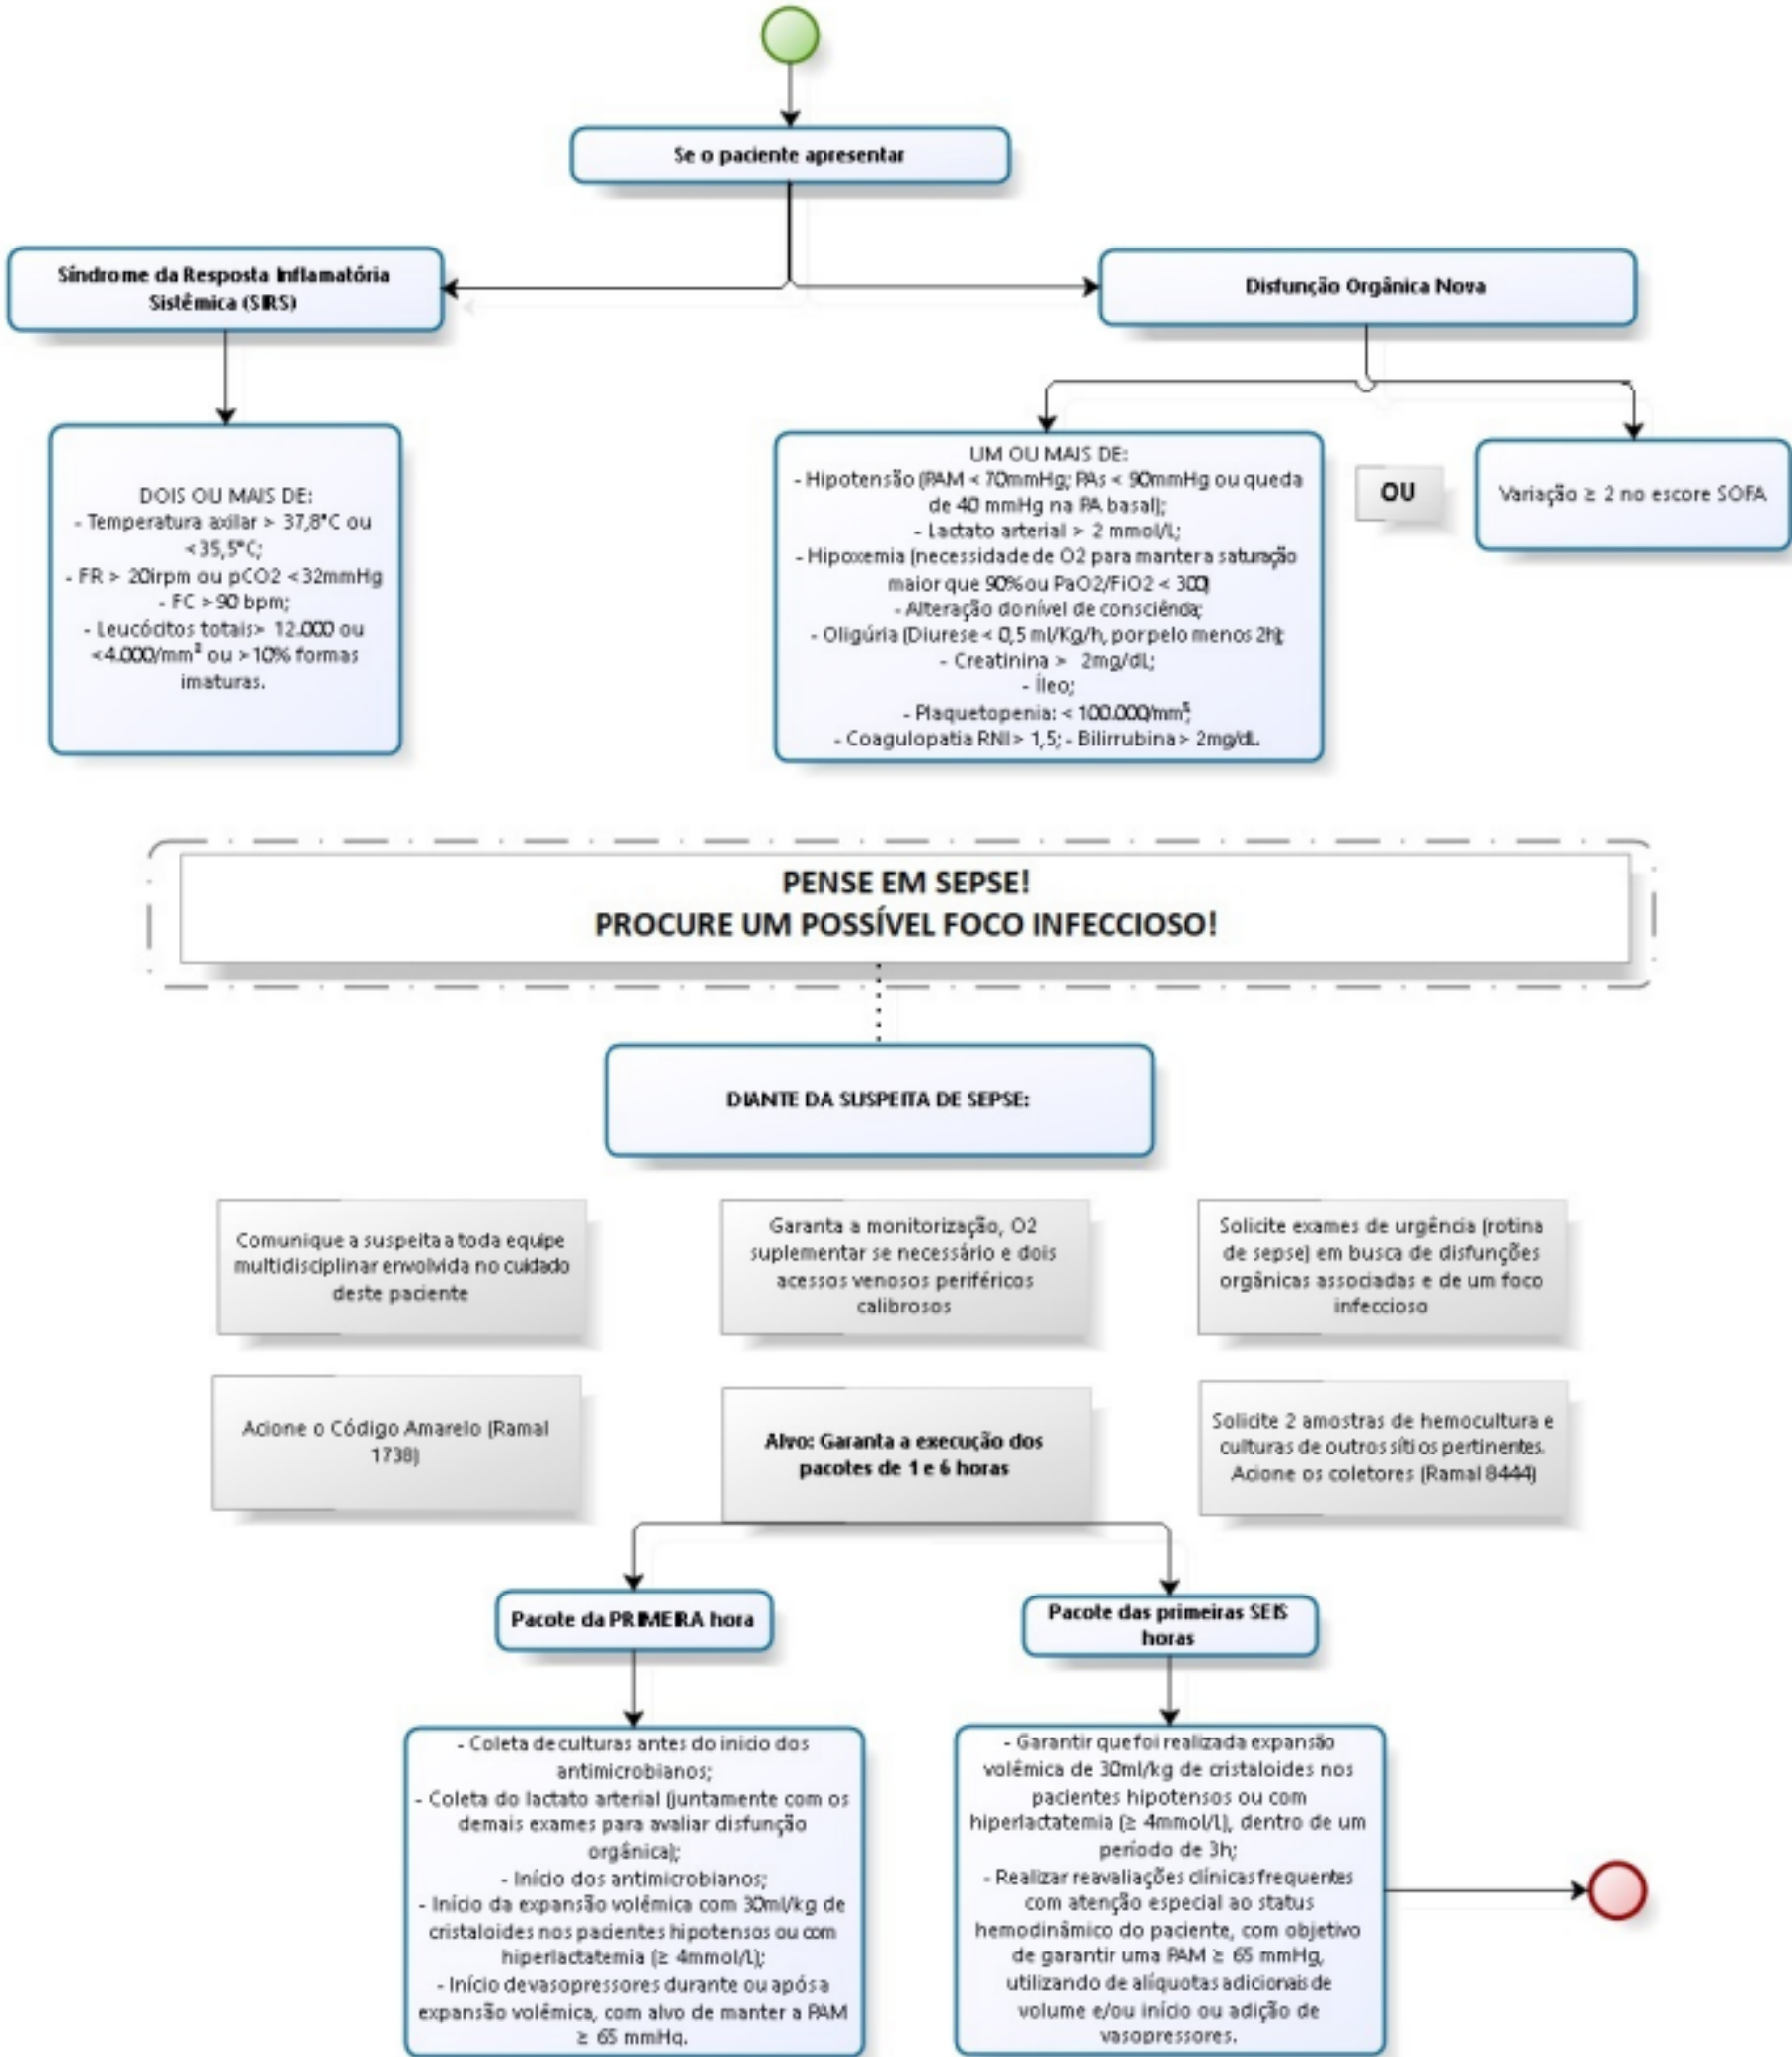 Se o paciente apresentar
Síndrome da Resposta Inflamatória
Sistêmica (SIRS)
Disfunção Orgânica Nova
DOIS OU MAIS DE:
- Temperatura axilar > 37,8°C ou
<35,5°C;
- FR > 20irpm ou pCO2 <32mmHg
- FC >90 bpm;
- Leucócitos totais> 12.000 ou
<4.000/mm³ ou >10% formas
imaturas.
UM OU MAIS DE:
- Hipotensão (PAM < 70mmHg; PAs < 90mmHg ou queda
de 40 mmHg na PA basal);
- Lactato arterial > 2 mmol/L;
- Hipoxemia (necessidade de O2 para manter a saturação
maior que 90% ou PaO2/FiO2 < 300)
- Alteração do nível de consciência;
- Oligúria (Diurese < 0,5 ml/Kg/h, por pelo menos 2h);
- Creatinina > 2mg/dL;
- Íleo;
- Plaquetopenia: < 100.000/mm³;
- Coagulopatia RNI > 1,5; - Bilirrubina > 2mg/dL.
OU
Variação ≥ 2 no escore SOFA
PENSE EM SEPSE!
PROCURE UM POSSÍVEL FOCO INFECCIOSO!
DIANTE DA SUSPEITA DE SEPSE:
Comunique a suspeita a toda equipe
multidisciplinar envolvida no cuidado
deste paciente
Garanta a monitorização, O2
suplementar se necessário e dois
acessos venosos periféricos
calibrosos
Solicite exames de urgência (rotina
de sepse) em busca de disfunções
orgânicas associadas e de um foco
infeccioso
Acione o Código Amarelo (Ramal
1738)
Alvo: Garanta a execução dos
pacotes de 1 e 6 horas
Solicite 2 amostras de hemocultura e
culturas de outros sítios pertinentes.
Acione os coletores (Ramal 8444)
Pacote da PRIMEIRA hora
Pacote das primeiras SEIS
horas
- Coleta de culturas antes do inicio dos
antimicrobianos;
- Coleta do lactato arterial (juntamente com os
demais exames para avaliar disfunção
orgânica);
- Início dos antimicrobianos;
- Início da expansão volêmica com 30ml/kg de
cristaloides nos pacientes hipotensos ou com
hiperlactatemia (≥ 4mmol/L);
- Início de vasopressores durante ou após a
expansão volêmica, com alvo de manter a PAM
≥ 65 mmHg.
- Garantir que foi realizada expansão
volêmica de 30ml/kg de cristaloides nos
pacientes hipotensos ou com
hiperlactatemia (≥ 4mmol/L), dentro de um
período de 3h;
- Realizar reavaliações clínicas frequentes
com atenção especial ao status
hemodinâmico do paciente, com objetivo
de garantir uma PAM ≥ 65 mmHg,
utilizando de alíquotas adicionais de
volume e/ou início ou adição de
vasopressores.